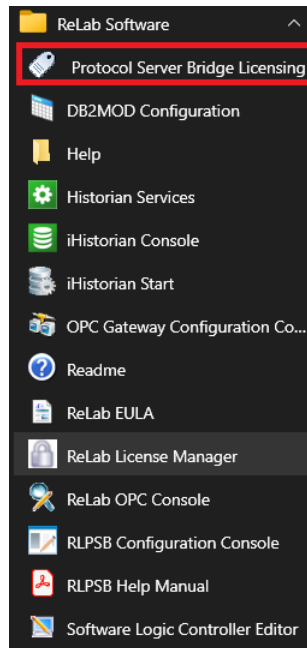 ReLab Software
Protocol Server Bridge Licensing
DB2MOD Configuration
Help
Historian Services
iHistorian Console
iHistorian Start
OPC Gateway Configuration Co...
Readme
ReLab EULA
ReLab License Manager
ReLab OPC Console
RLPSB Configuration Console
RLPSB Help Manual
Software Logic Controller Editor